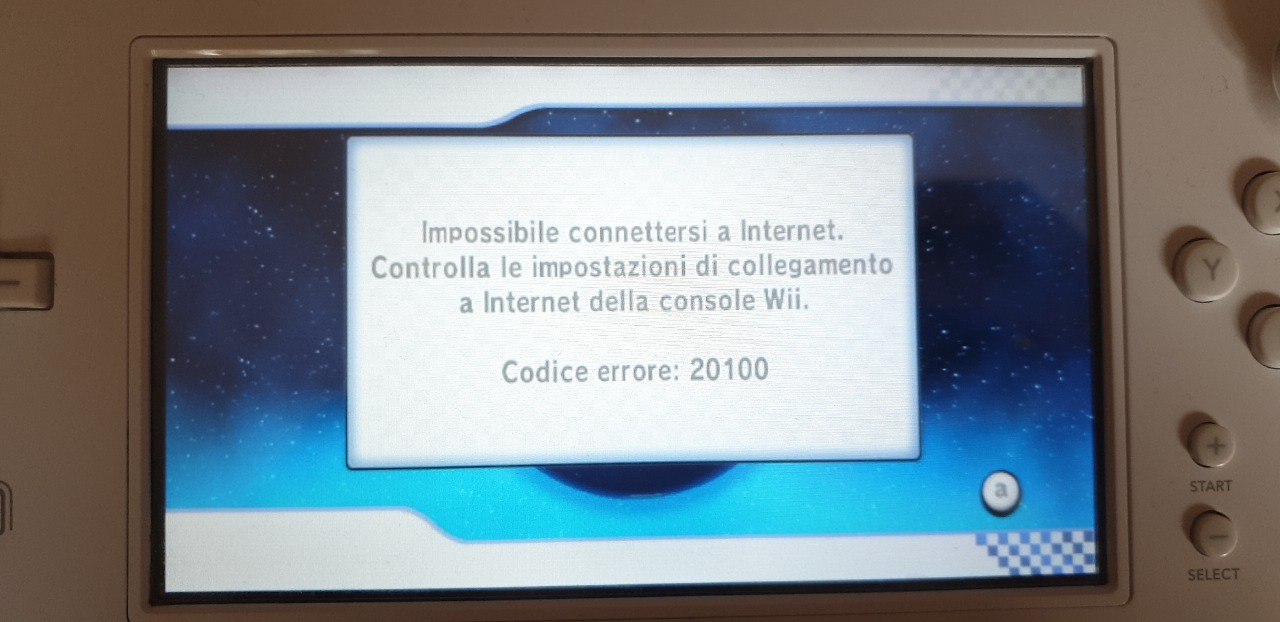 Impossibile connettersi a Internet.
Controlla le impostazioni di collegamento
a Internet della console Wii.
Codice errore: 20100
a
Y
+
START
−
SELECT